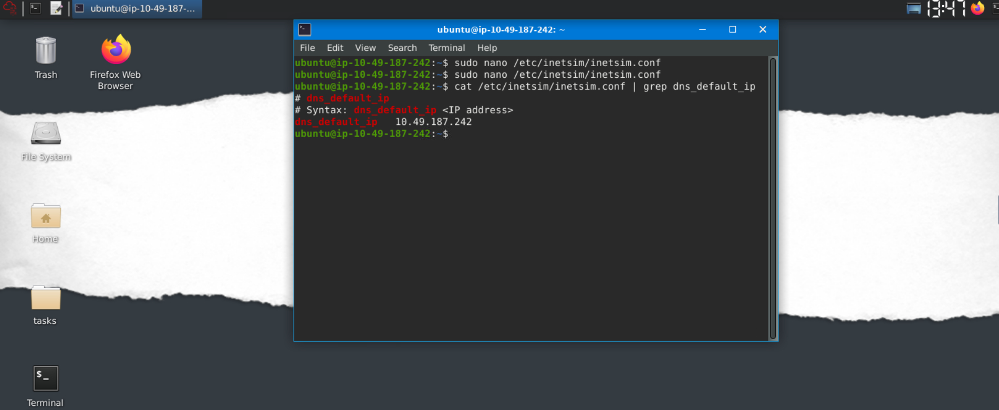 ubuntu@ip-10-49-187-...
13:47
ubuntu@ip-10-49-187-242: ~
File Edit View Search Terminal Help
ubuntu@ip-10-49-187-242:~$ sudo nano /etc/inetsim/inetsim.conf
ubuntu@ip-10-49-187-242:~$ sudo nano /etc/inetsim/inetsim.conf
ubuntu@ip-10-49-187-242:~$ cat /etc/inetsim/inetsim.conf | grep dns_default_ip
# dns_default_ip
# Syntax: dns_default_ip <IP address>
dns_default_ip   10.49.187.242
ubuntu@ip-10-49-187-242:~$
Trash
Firefox Web
Browser
File System
Home
tasks
$_
Terminal